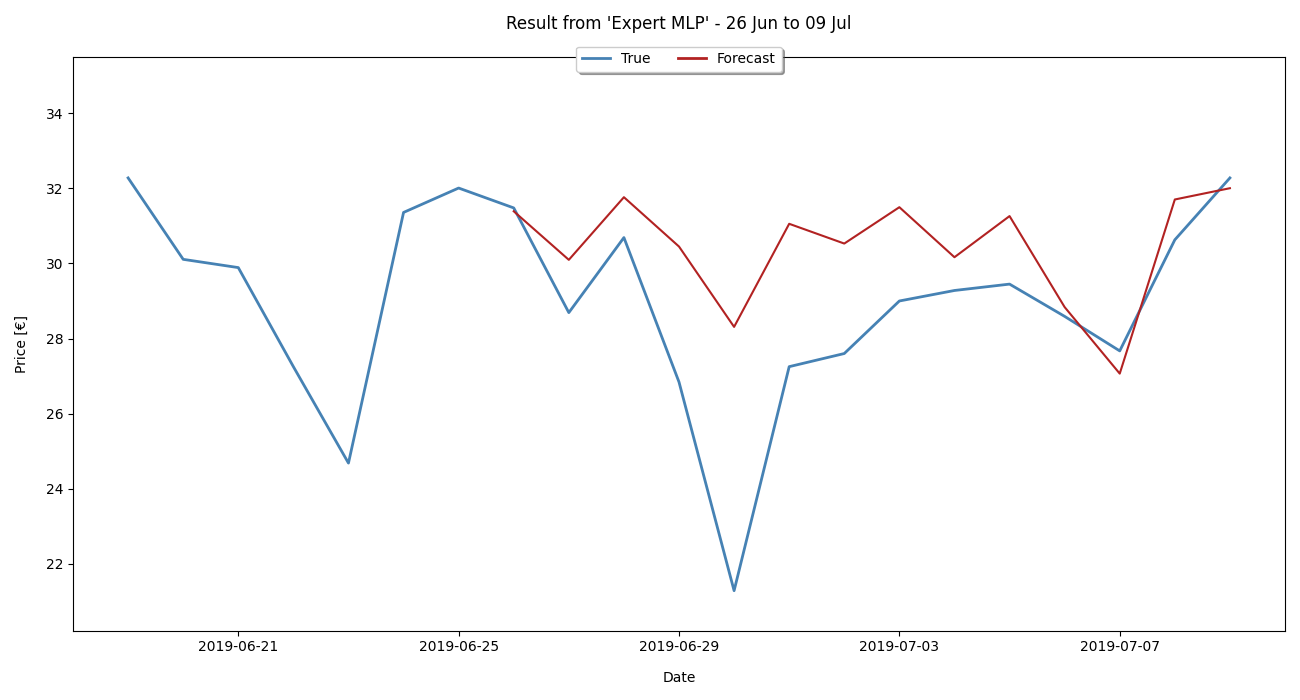 Result from 'Expert MLP' - 26 Jun to 09 Jul
True Forecast
34
32
30
28
26
24
22
Price [€]
2019-06-21 2019-06-25 2019-06-29 2019-07-03 2019-07-07
Date